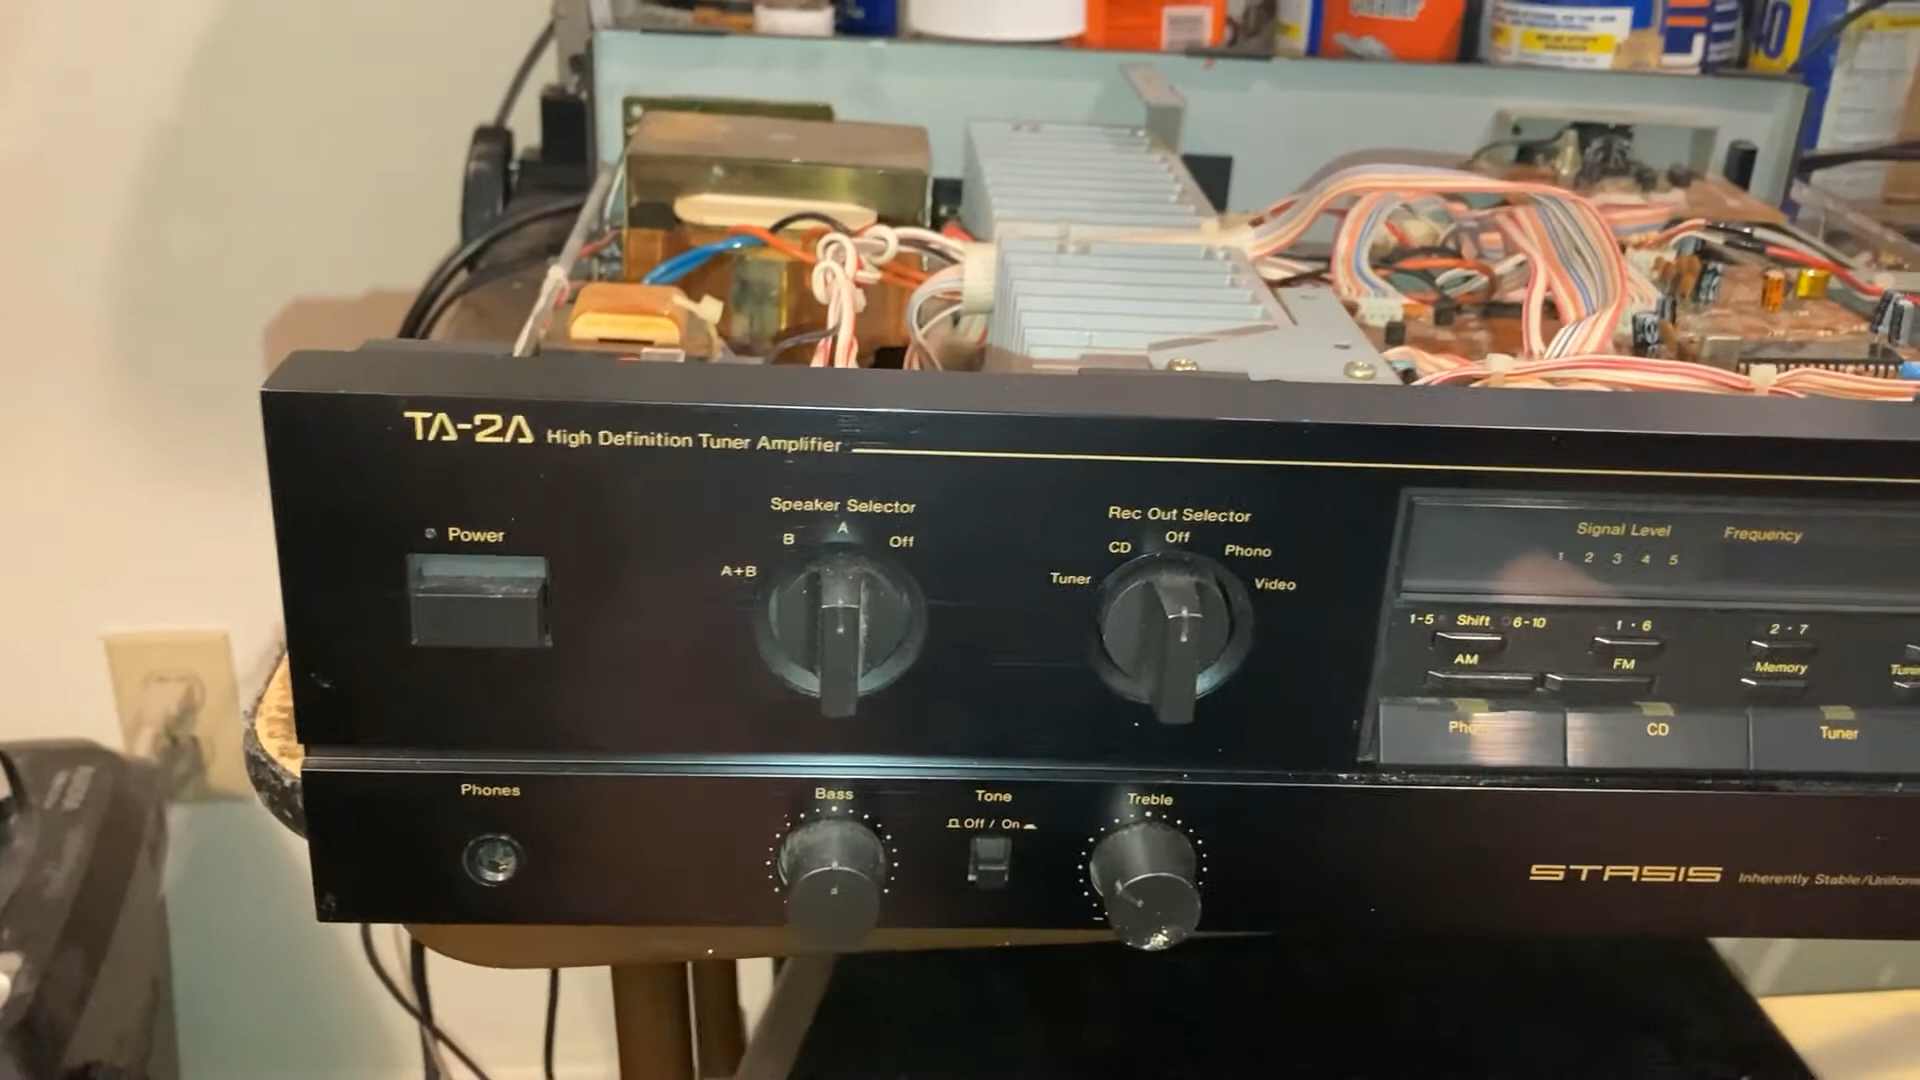 TA-2A High Definition Tuner Amplifier
Power
Speaker Selector
A+B B A Off
Rec Out Selector
Tuner CD Off Phono Video
Signal Level Frequency
1 2 3 4 5
1-5 Shift 6-10 1 · 6 2 · 7
AM FM Memory
CD Tuner
Phones
Bass
Tone
Off / On
Treble
STASIS Inherently Stable/